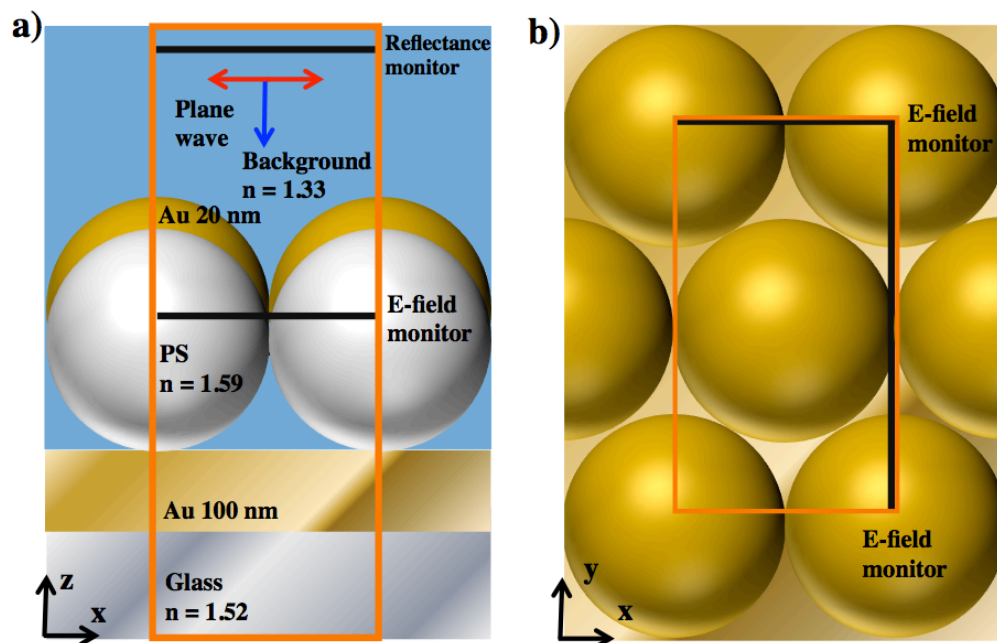 a)
Reflectance
monitor
Plane
wave
Background
n = 1.33
Au 20 nm
E-field
monitor
PS
n = 1.59
Au 100 nm
Glass
n = 1.52
z
x
b)
E-field
monitor
E-field
monitor
y
x